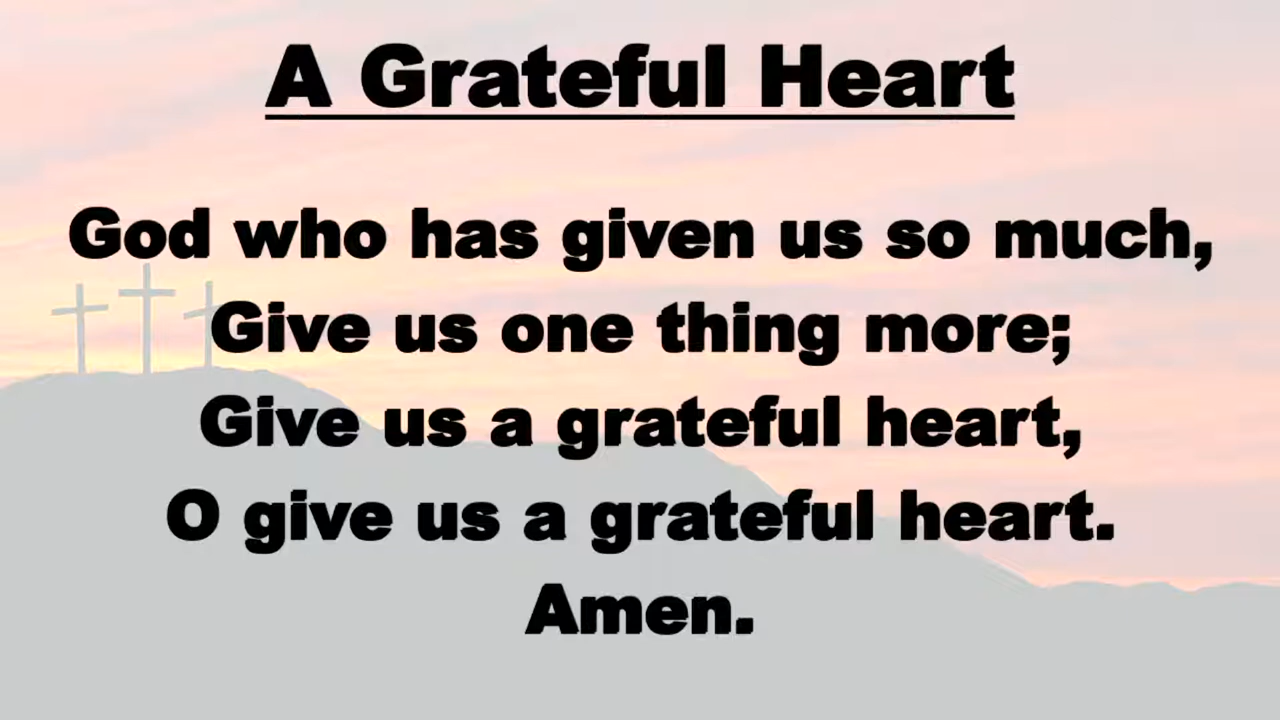 A Grateful Heart
God who has given us so much,
Give us one thing more;
Give us a grateful heart,
O give us a grateful heart.
Amen.